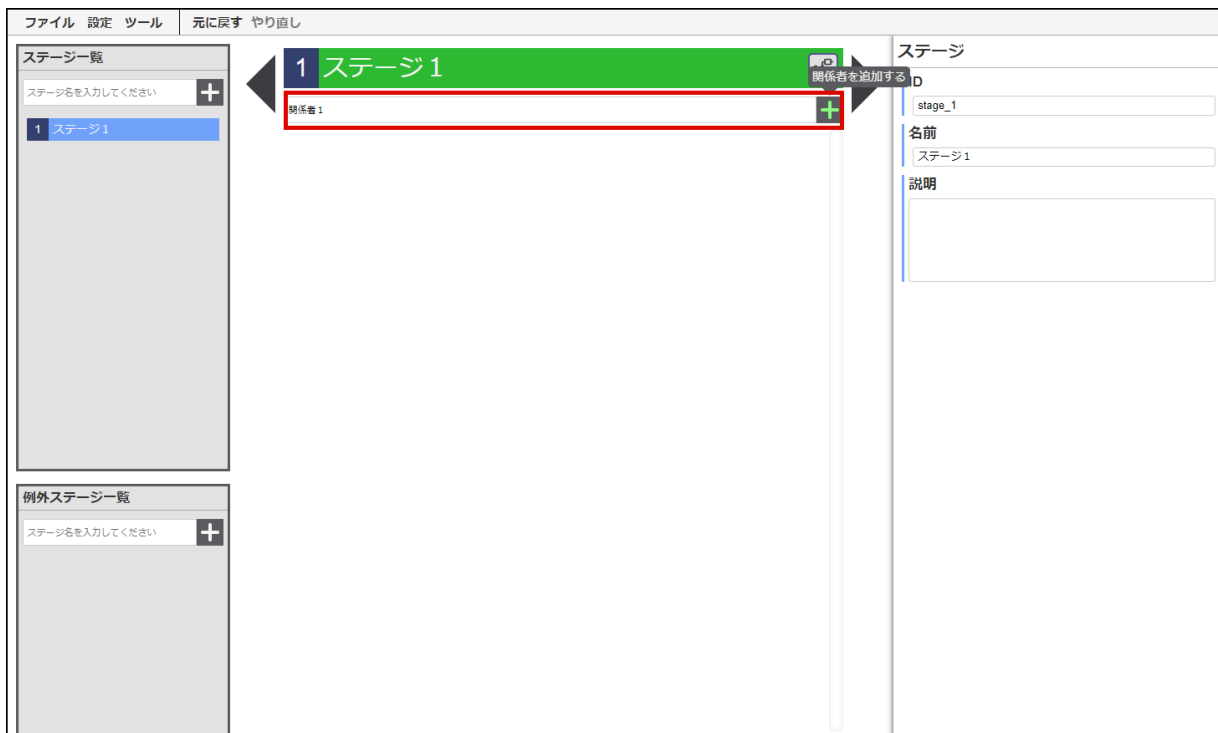 ファイル 設定 ツール 元に戻す やり直し
ステージ一覧
ステージ名を入力してください
1 ステージ1
例外ステージ一覧
ステージ名を入力してください
1 ステージ1
関係者を追加する
関係者1
ステージ
ID
stage_1
名前
ステージ1
説明